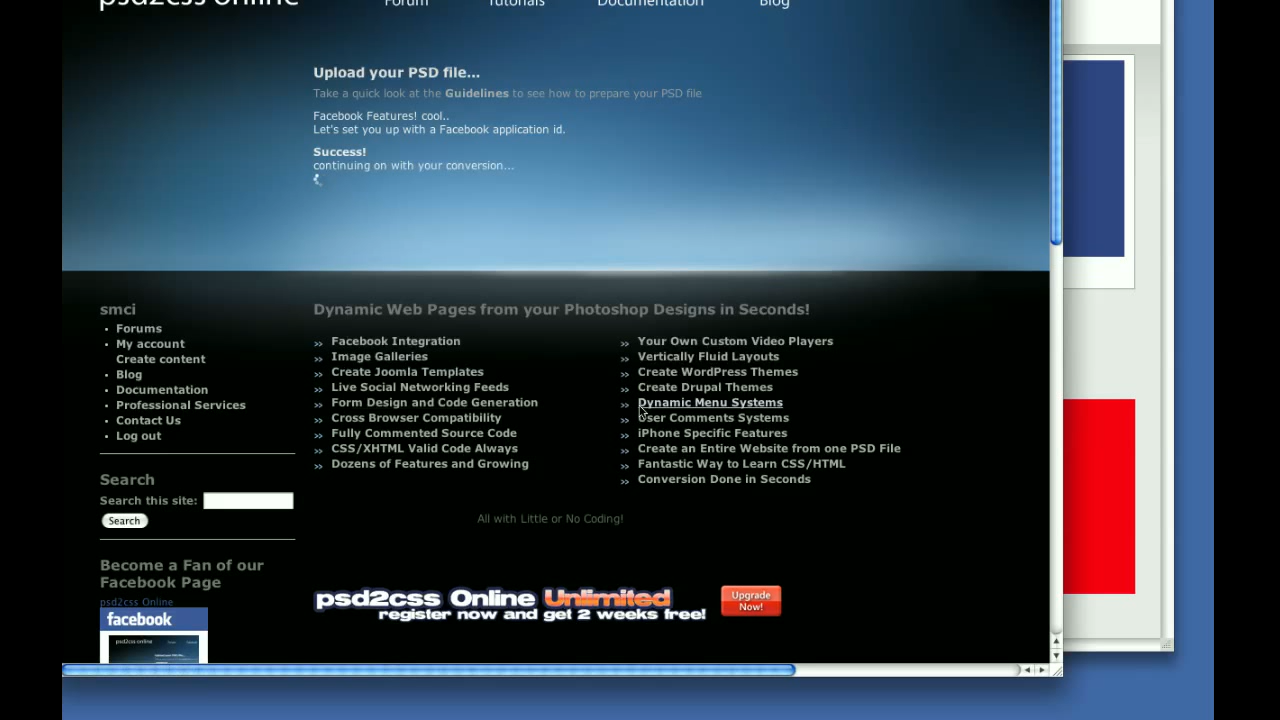 psd2css online
Forum Tutorials Documentation Blog
Upload your PSD file...
Take a quick look at the Guidelines to see how to prepare your PSD file
Facebook Features! cool..
Let's set you up with a Facebook application id.
Success!
continuing on with your conversion...
smci
Forums
My account
Create content
Blog
Documentation
Professional Services
Contact Us
Log out
Search
Search this site:
Search
Become a Fan of our
Facebook Page
psd2css Online
facebook
psd2css online
Dynamic Web Pages from your Photoshop Designs in Seconds!
Facebook Integration
Image Galleries
Create Joomla Templates
Live Social Networking Feeds
Form Design and Code Generation
Cross Browser Compatibility
Fully Commented Source Code
CSS/XHTML Valid Code Always
Dozens of Features and Growing
Your Own Custom Video Players
Vertically Fluid Layouts
Create WordPress Themes
Create Drupal Themes
Dynamic Menu Systems
User Comments Systems
iPhone Specific Features
Create an Entire Website from one PSD File
Fantastic Way to Learn CSS/HTML
Conversion Done in Seconds
All with Little or No Coding!
psd2css Online Unlimited
register now and get 2 weeks free!
Upgrade
Now!